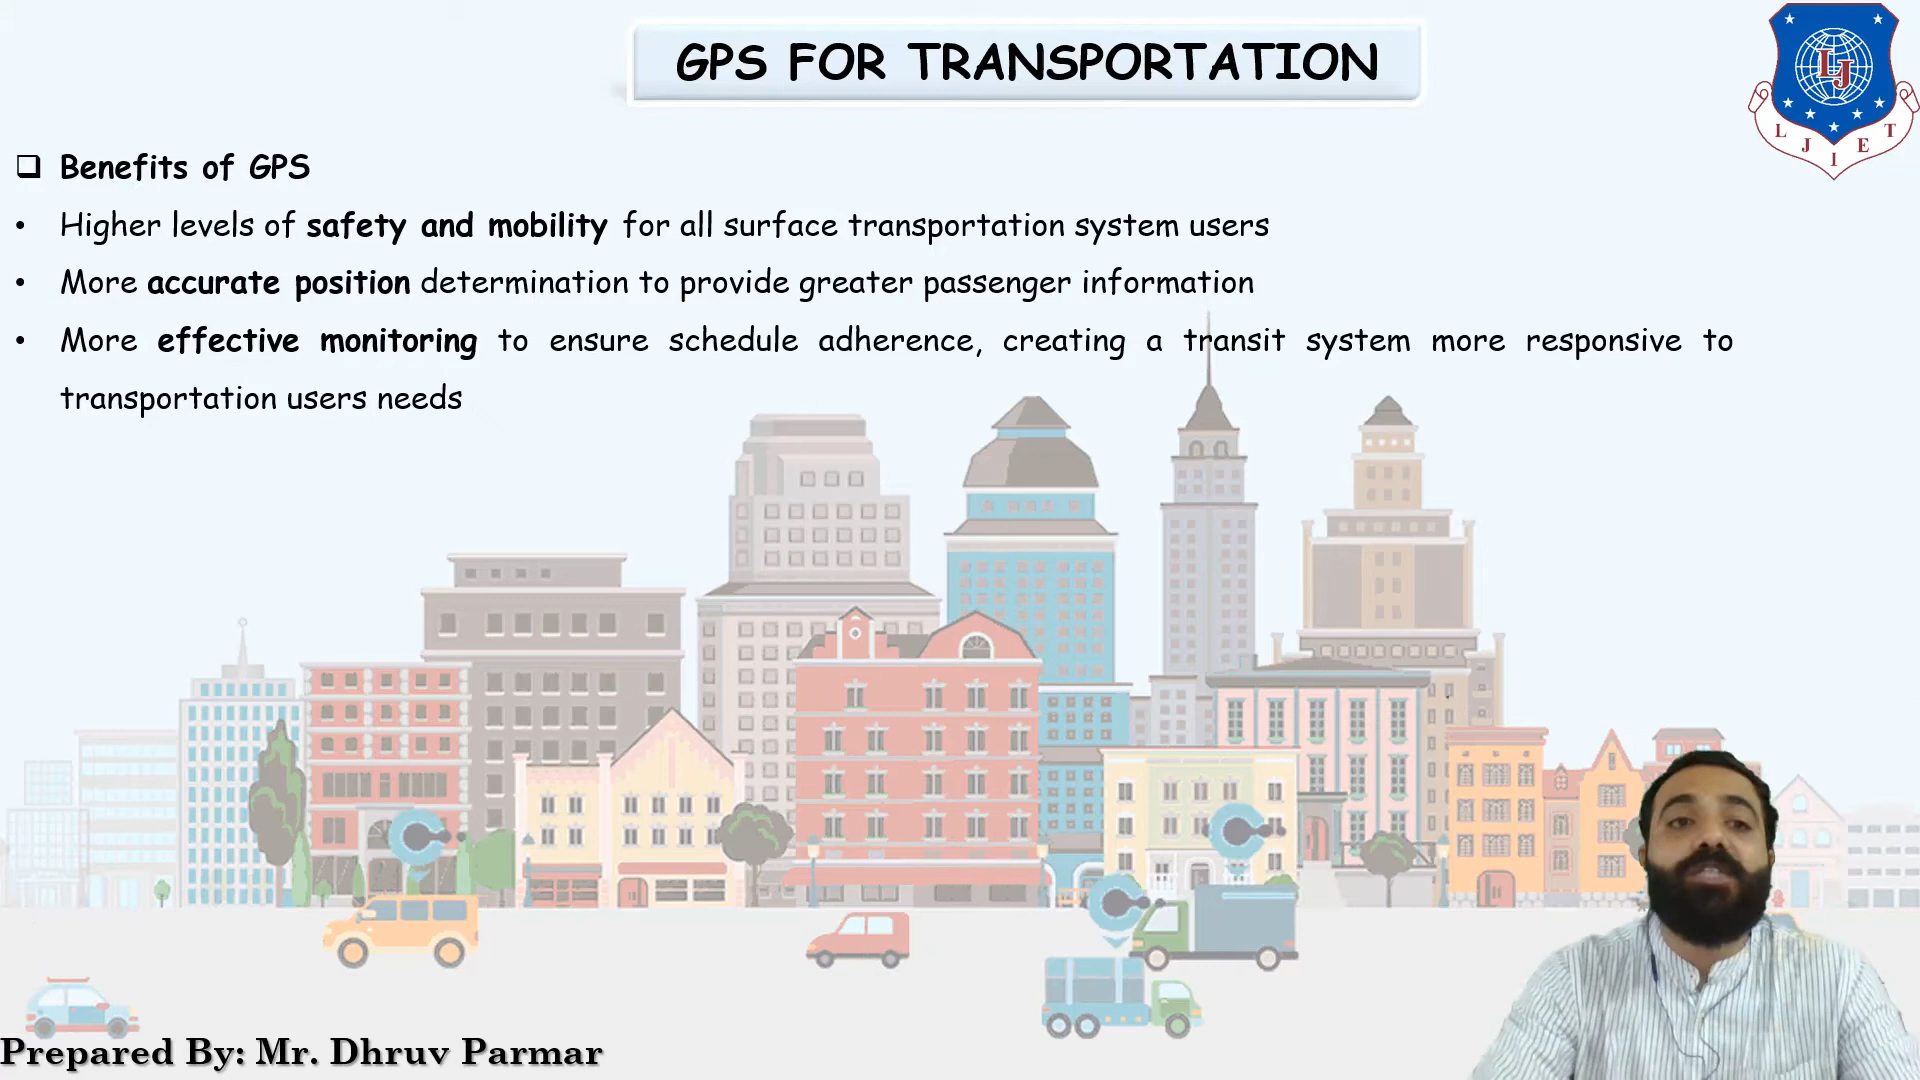 GPS FOR TRANSPORTATION
LJ
L J I E T
❑ Benefits of GPS
• Higher levels of safety and mobility for all surface transportation system users
• More accurate position determination to provide greater passenger information
• More effective monitoring to ensure schedule adherence, creating a transit system more responsive to
transportation users needs
Prepared By: Mr. Dhruv Parmar